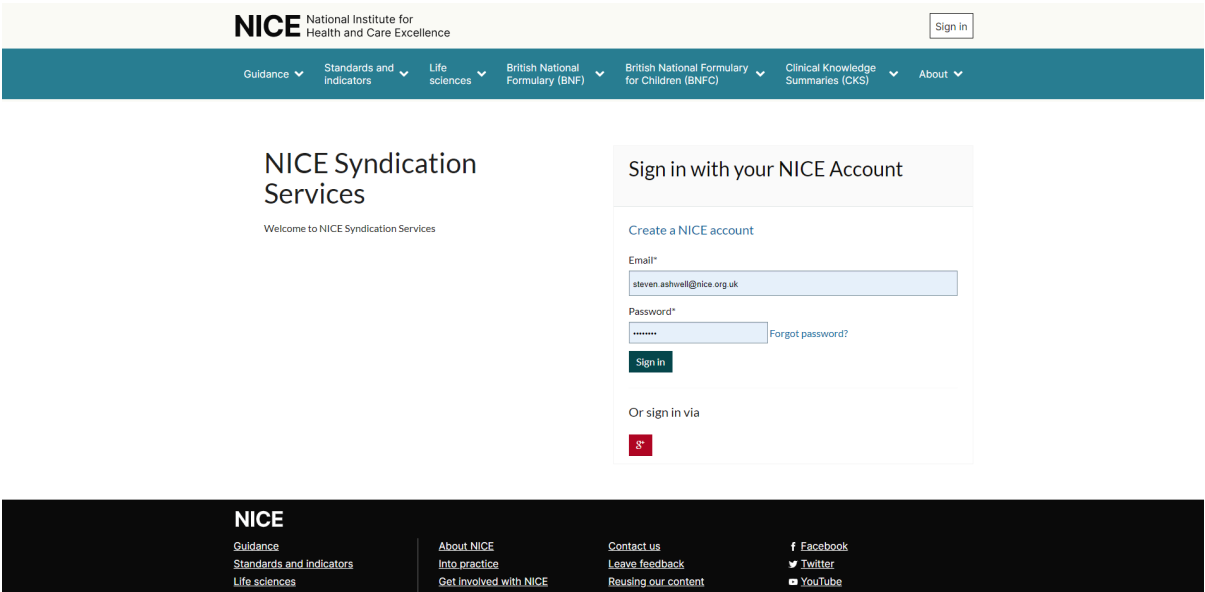 NICE National Institute for
Health and Care Excellence
Sign in
Guidance
Standards and
indicators
Life
sciences
British National
Formulary (BNF)
British National Formulary
for Children (BNFC)
Clinical Knowledge
Summaries (CKS)
About
NICE Syndication
Services
Welcome to NICE Syndication Services
Sign in with your NICE Account
Create a NICE account
Email*
steven.ashwell@nice.org.uk
Password*
••••••••
Forgot password?
Sign in
Or sign in via
g+
NICE
Guidance
Standards and indicators
Life sciences
About NICE
Into practice
Get involved with NICE
Contact us
Leave feedback
Reusing our content
Facebook
Twitter
YouTube